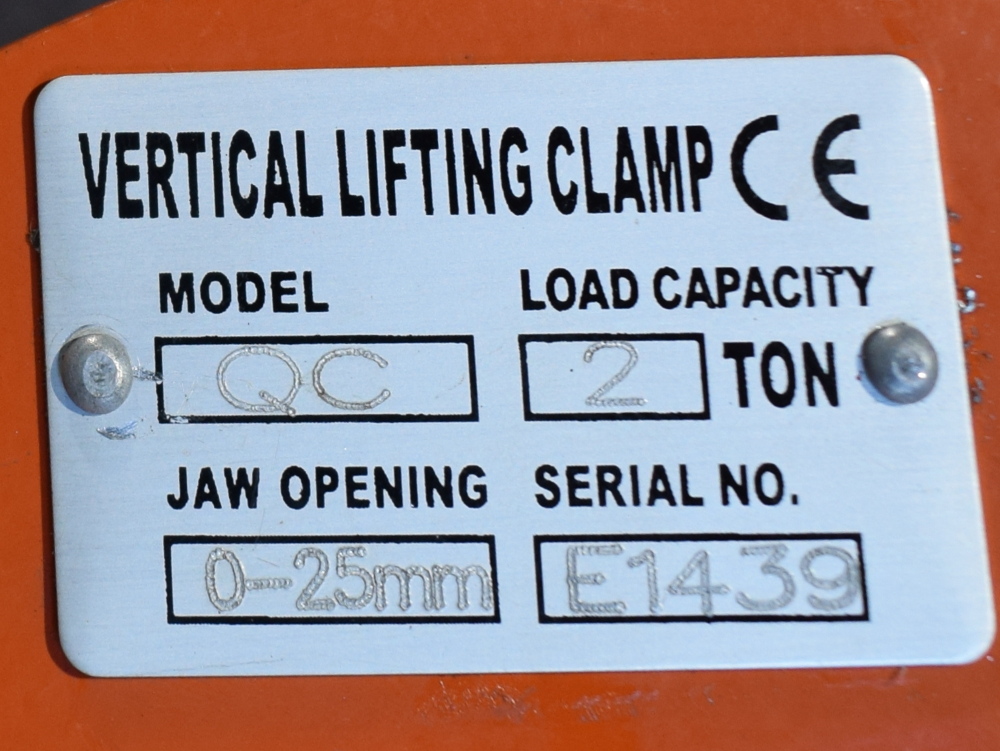 VERTICAL LIFTING CLAMP CE
MODEL LOAD CAPACITY
QC 2 TON
JAW OPENING SERIAL NO.
0-25mm E1439